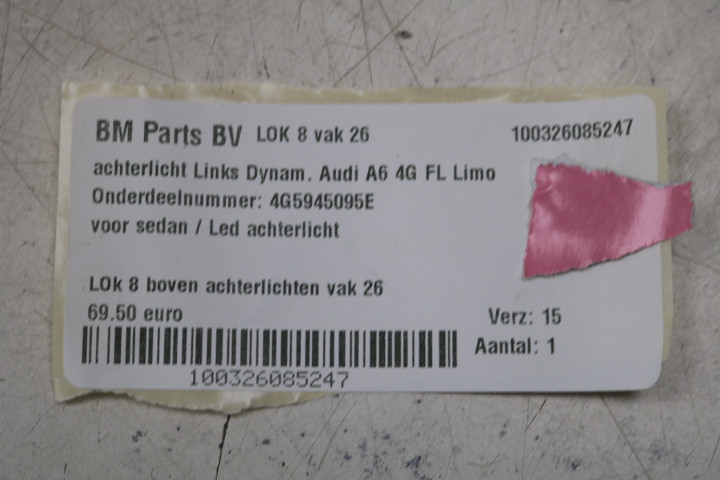 BM Parts BV LOK 8 vak 26 100326085247
achterlicht Links Dynam. Audi A6 4G FL Limo
Onderdeelnummer: 4G5945095E
voor sedan / Led achterlicht
LOk 8 boven achterlichten vak 26
69.50 euro Verz: 15
Aantal: 1
100326085247